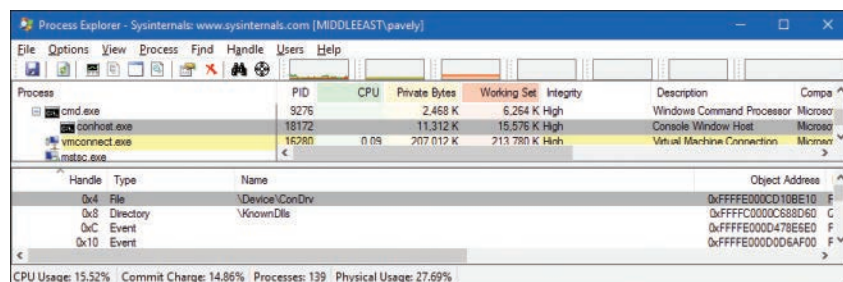 Process Explorer - Sysinternals: www.sysinternals.com [MIDDLEEAST\pavely]
File Options View Process Find Handle Users Help
Process PID CPU Private Bytes Working Set Integrity Description Compa
cmd.exe 9276 2,468 K 6,264 K High Windows Command Processor Microsof
conhost.exe 18172 11,312 K 15,576 K High Console Window Host Microsof
vmconnect.exe 16280 0.09 207,012 K 213,780 K High Virtual Machine Connection Microsof
mstsc.exe
Handle Type Name Object Address
0x4 File \Device\ConDrv 0xFFFFE000CD10BE10 F
0x8 Directory \KnownDlls 0xFFFFC0000C688D60 C
0xC Event 0xFFFFE000D478E6E0 F
0x10 Event 0xFFFFE000D0D6AF00 F
CPU Usage: 15.52% Commit Charge: 14.86% Processes: 139 Physical Usage: 27.69%